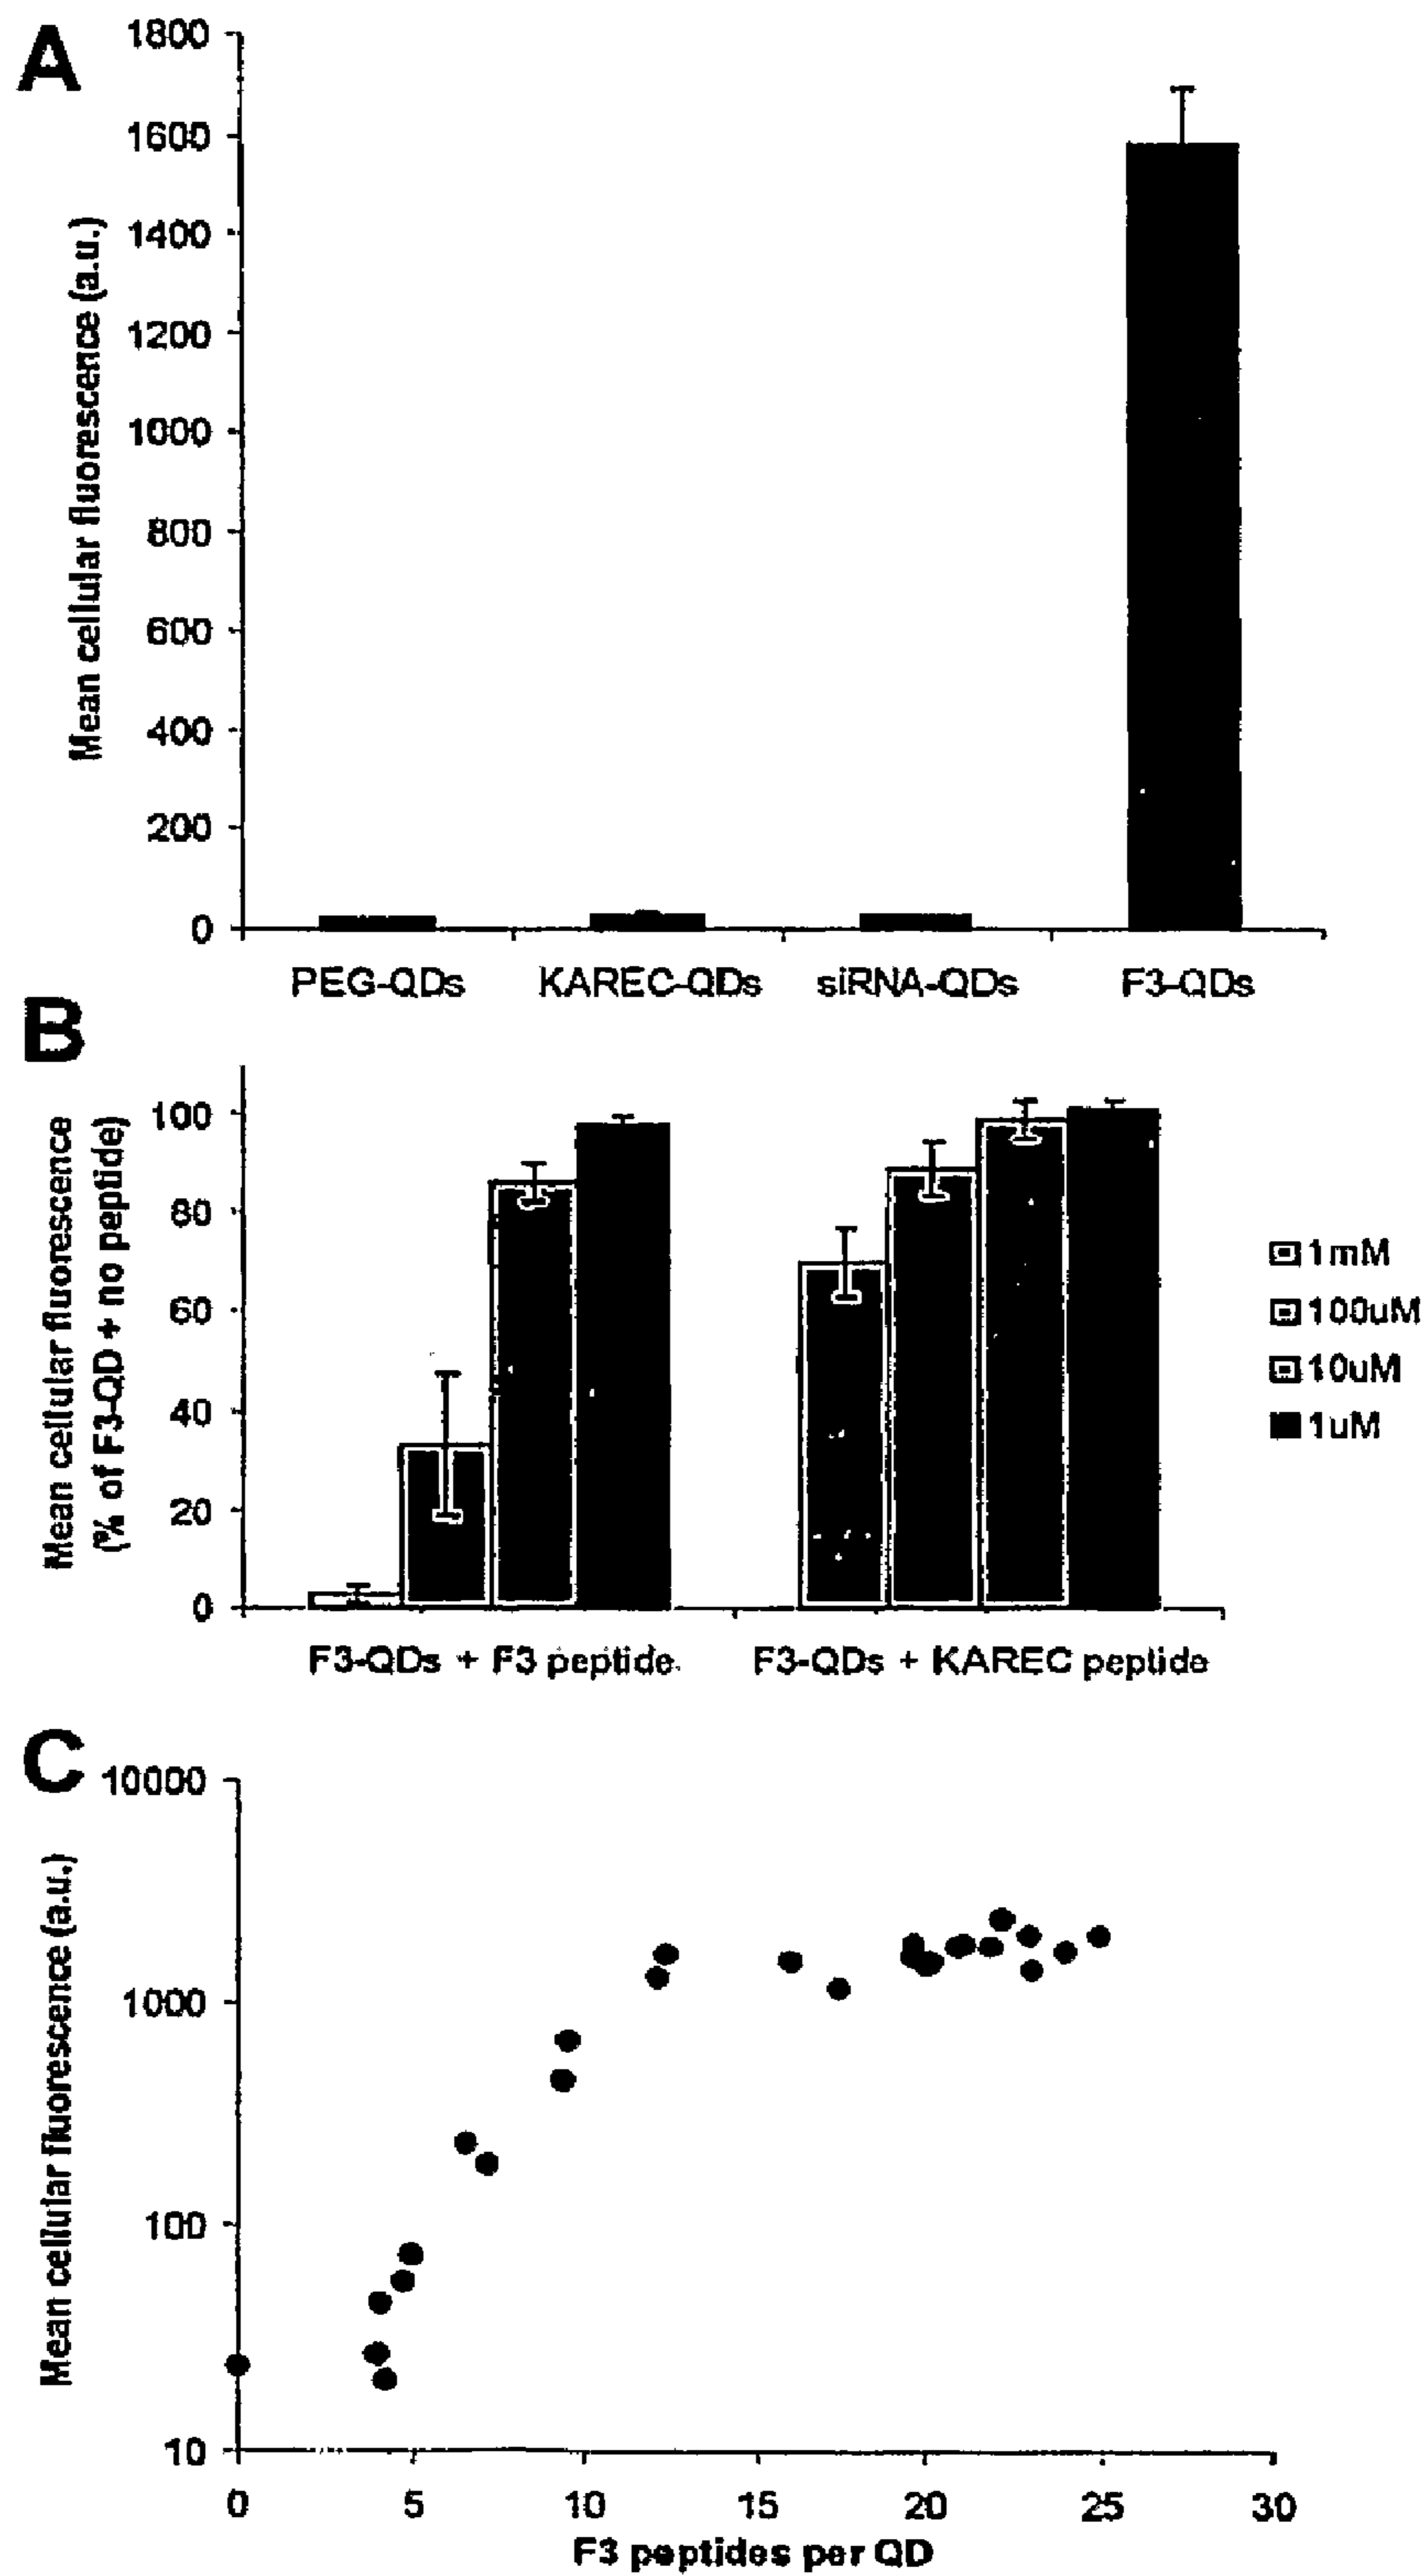 A
1800
1600
1400
1200
1000
800
600
400
200
0
Mean cellular fluorescence (a.u.)
PEG-QDs KAREC-QDs siRNA-QDs F3-QDs
B
100
80
60
40
20
0
Mean cellular fluorescence
(% of F3-QD + no peptide)
1mM
100uM
10uM
1uM
F3-QDs + F3 peptide F3-QDs + KAREC peptide
C
10000
1000
100
10
Mean cellular fluorescence (a.u.)
0 5 10 15 20 25 30
F3 peptides per QD